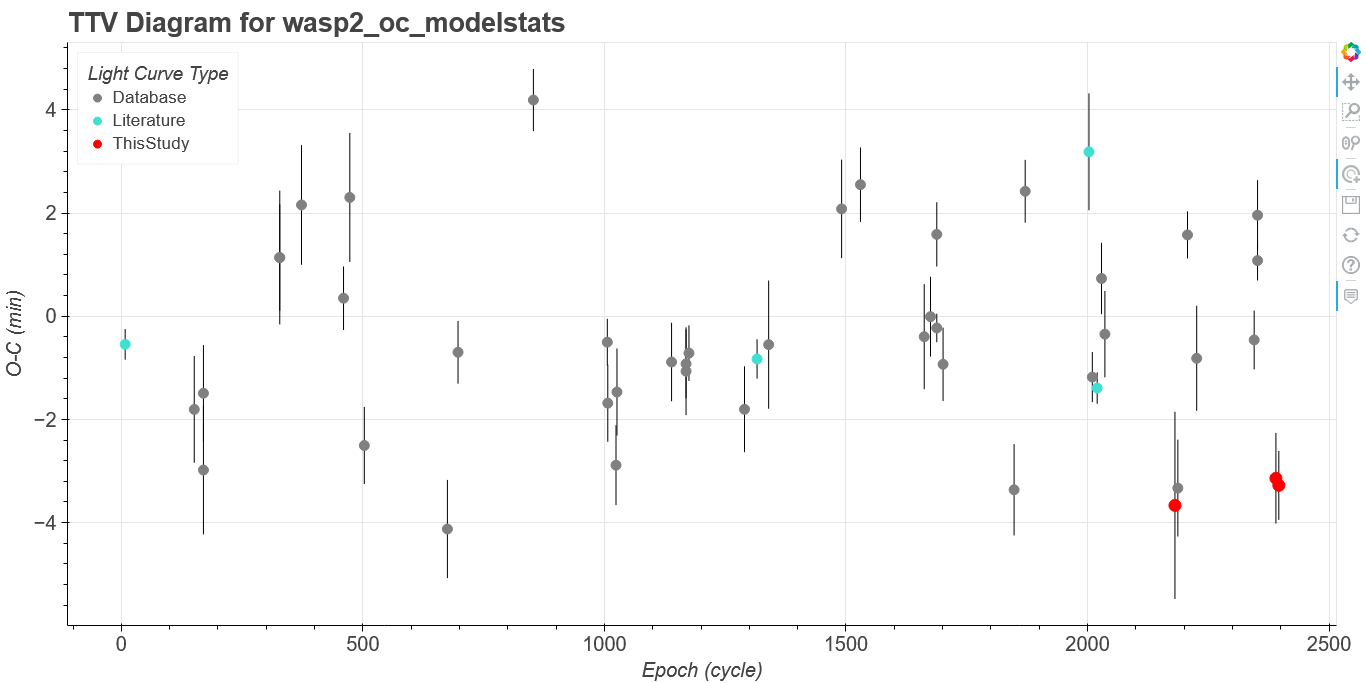 TTV Diagram for wasp2_oc_modelstats
Light Curve Type
Database
Literature
ThisStudy
4
2
0
−2
−4
O-C (min)
0 500 1000 1500 2000 2500
Epoch (cycle)